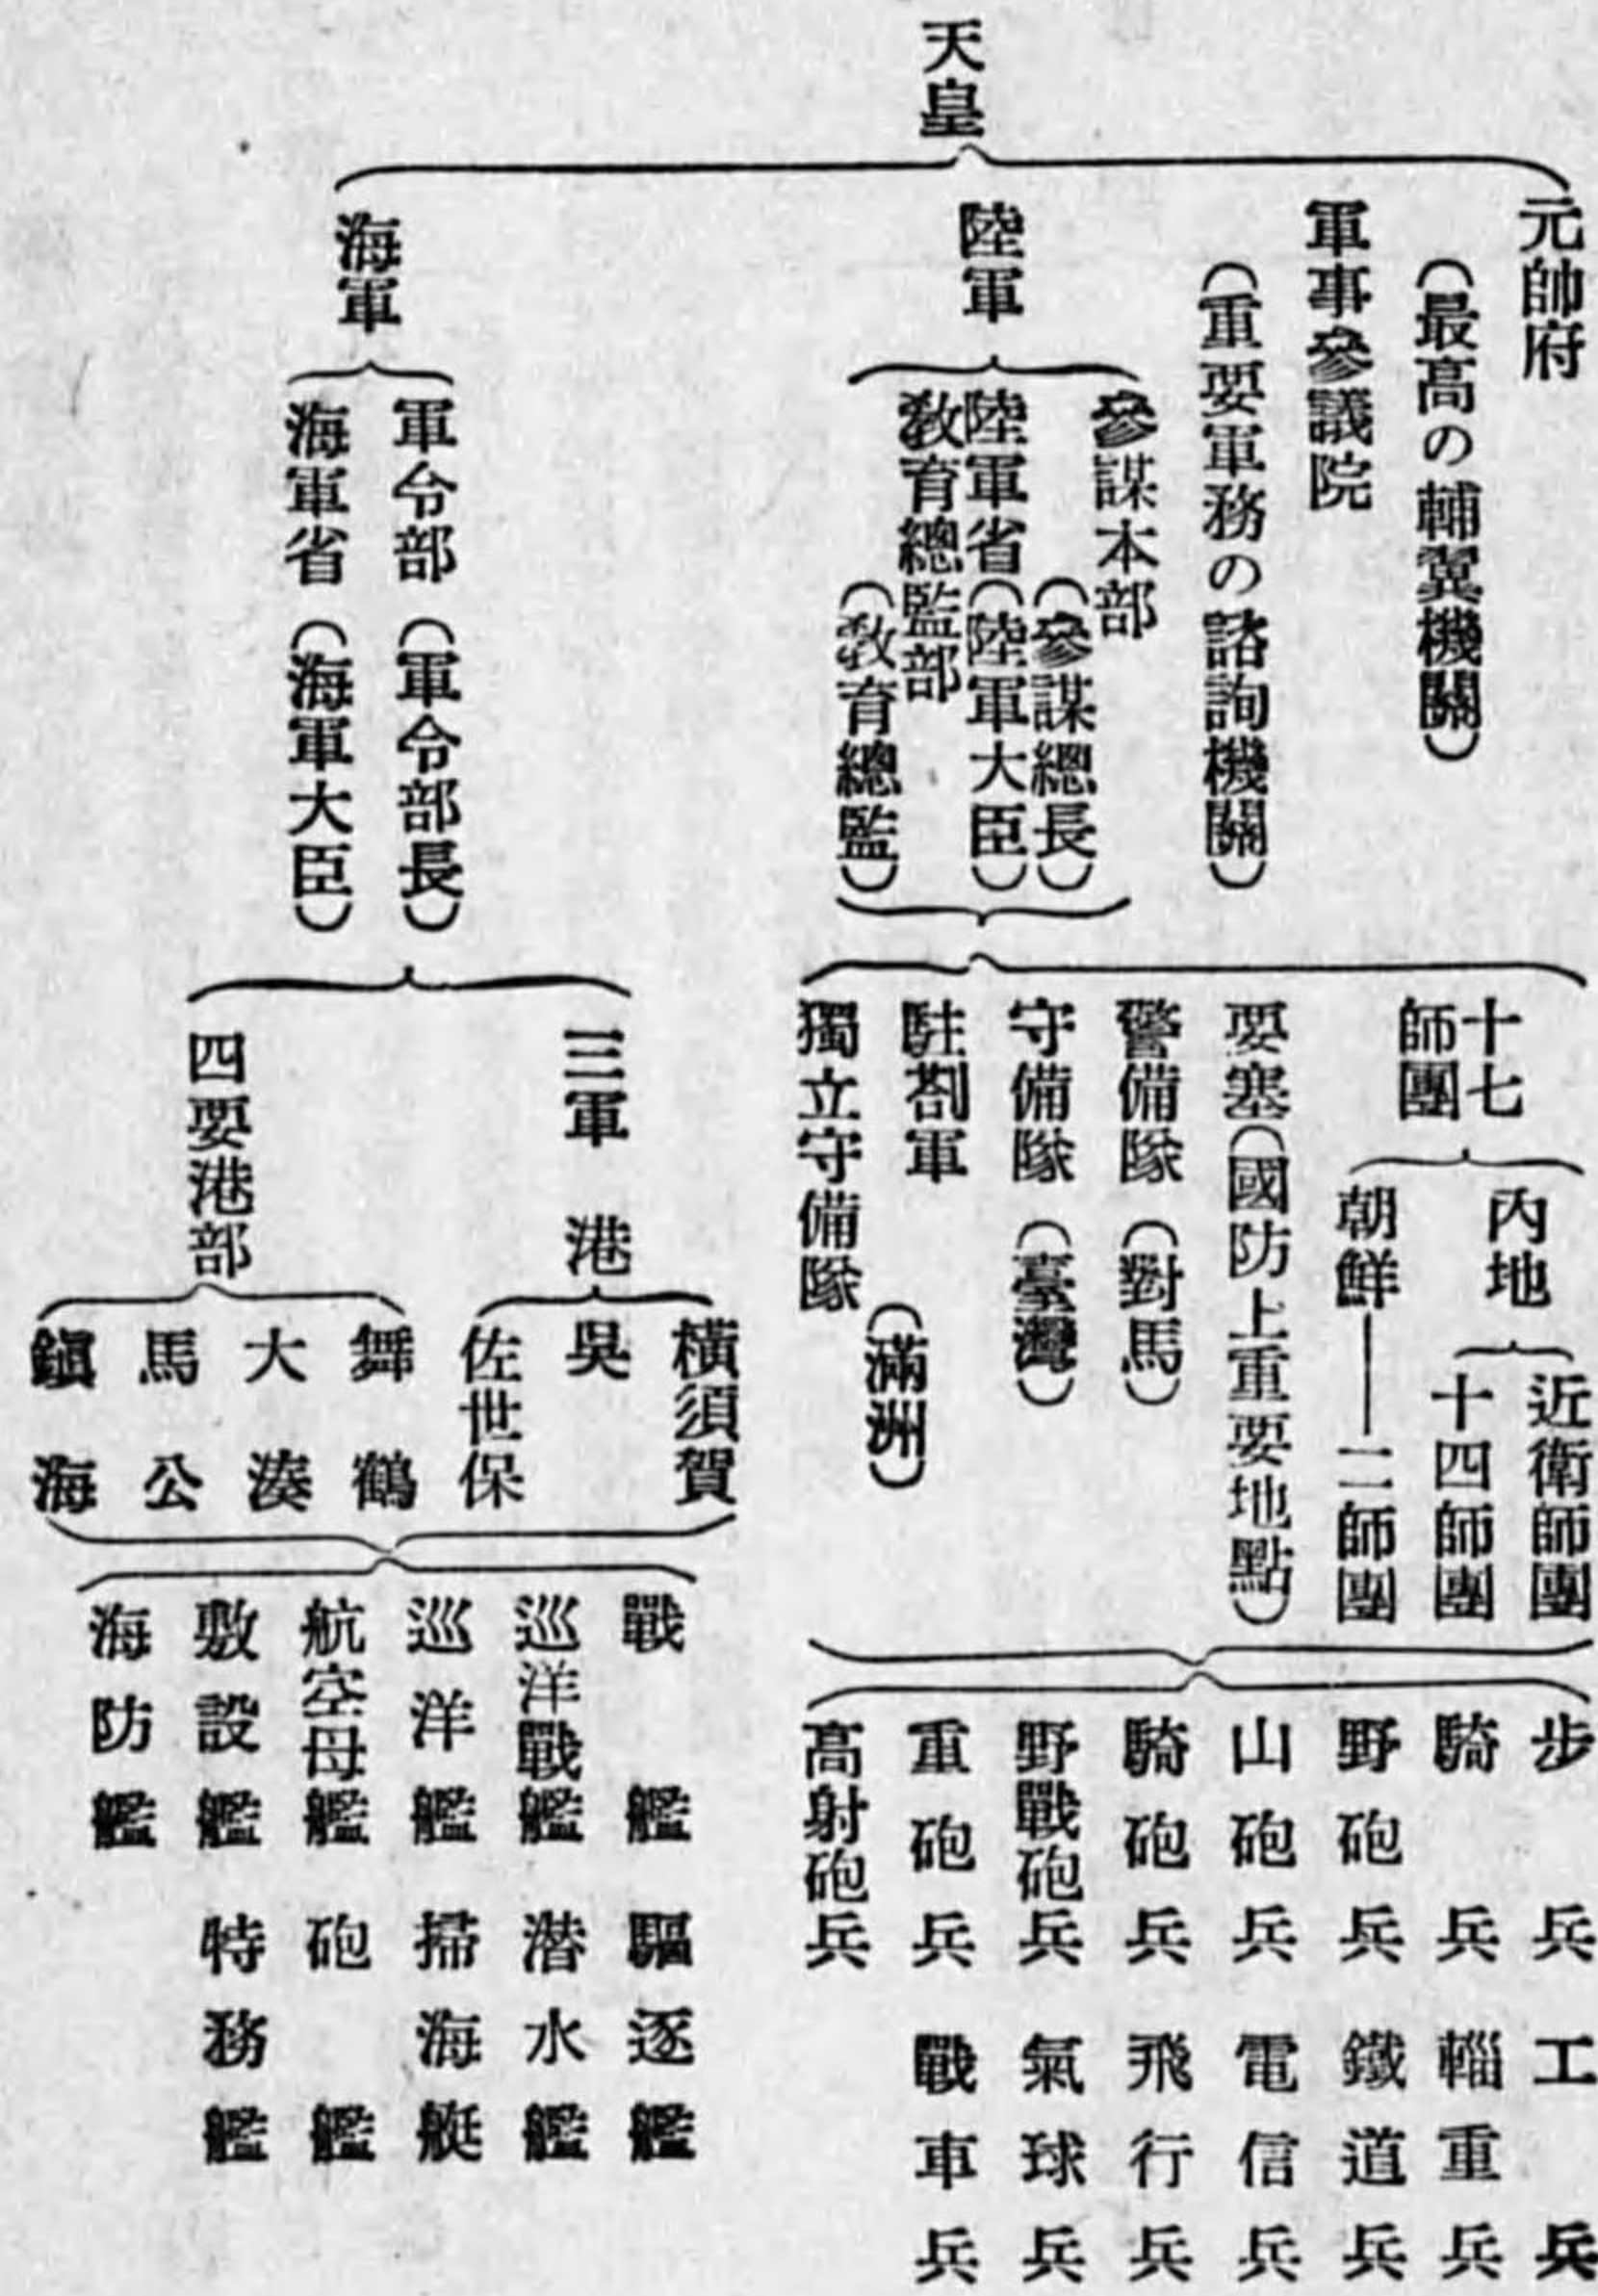 天皇
元帥府
(最高の輔翼機關)
軍事參議院
(重要軍務の諮詢機關)
陸軍
參謀本部
(參謀總長)
陸軍省(陸軍大臣)
敎育總監部
(敎育總監)
十七
師團
內地
近衛師團
十四師團
朝鮮──二師團
要塞(國防上重要地點)
警備隊(對馬)
守備隊(臺灣)
駐剳軍
獨立守備隊
(滿洲)
步兵
騎兵
野砲兵
山砲兵
騎砲兵
野戰砲兵
重砲兵
高射砲兵
工兵
輜重兵
鐵道兵
電信兵
飛行兵
氣球兵
戰車兵
海軍
軍令部(軍令部長)
海軍省(海軍大臣)
三軍港
橫須賀
吳
佐世保
四要港部
舞鶴
大湊
馬公
鎭海
戰艦
巡洋戰艦
巡洋艦
航空母艦
敷設艦
海防艦
驅逐艦
潜水艦
掃海艇
砲艦
特務艦